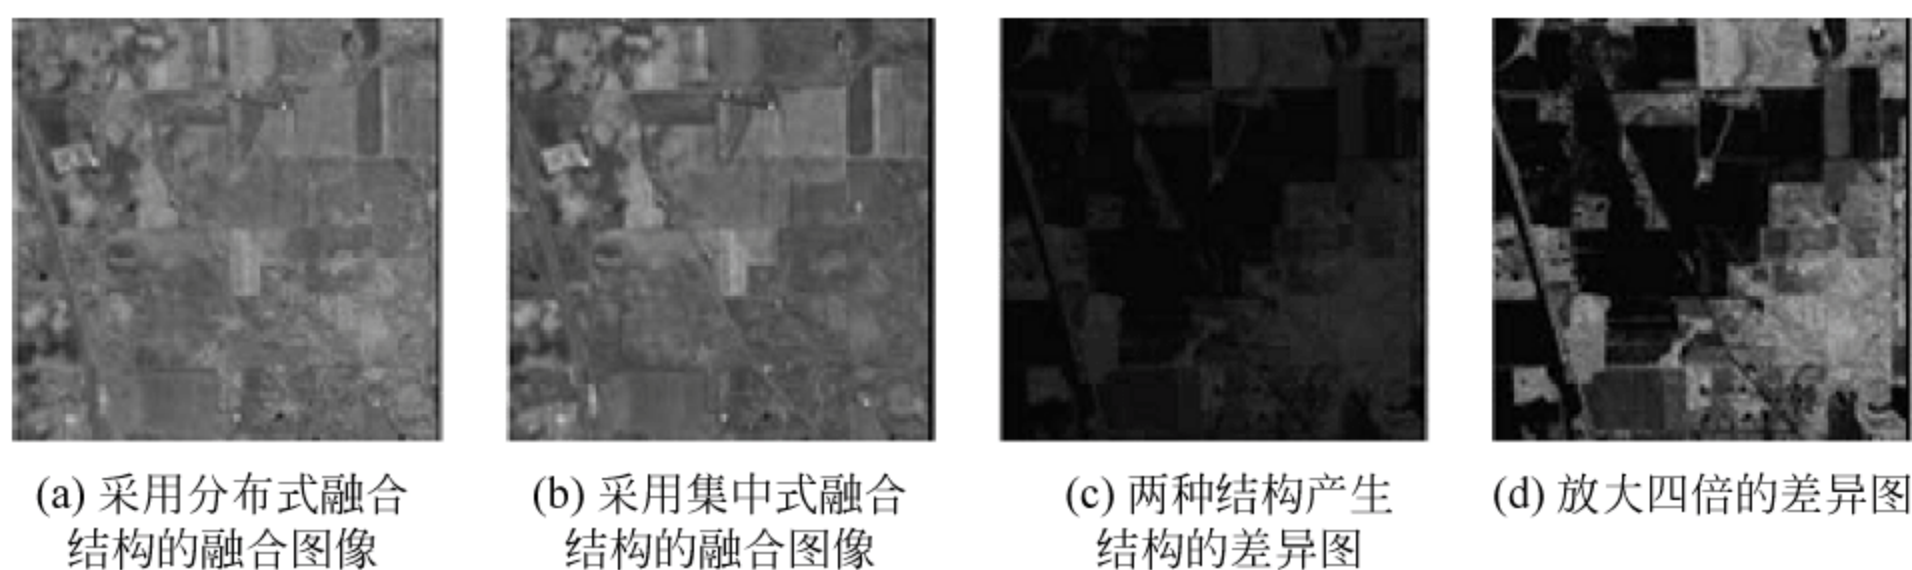 (a) 采用分布式融合
结构的融合图像
(b) 采用集中式融合
结构的融合图像
(c) 两种结构产生
结构的差异图
(d) 放大四倍的差异图